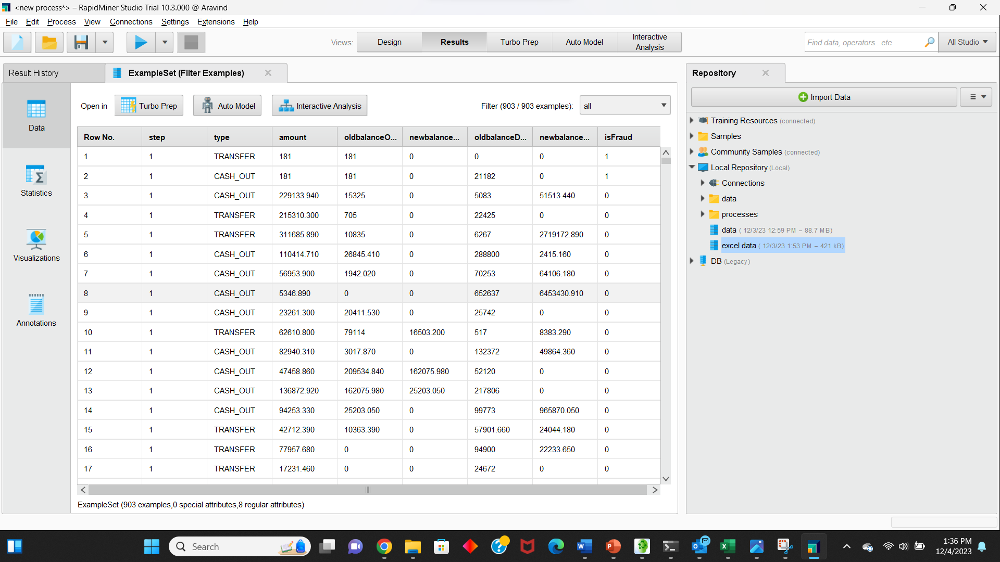 <new process*> – RapidMiner Studio Trial 10.3.000 @ Aravind
File Edit Process View Connections Settings Extensions Help
Views: Design Results Turbo Prep Auto Model Interactive Analysis
Find data, operators...etc All Studio
Result History ExampleSet (Filter Examples)
Repository
Open in Turbo Prep Auto Model Interactive Analysis Filter (903 / 903 examples): all
Import Data
Data
Statistics
Visualizations
Annotations
Row No. step type amount oldbalanceO... newbalance... oldbalanceD... newbalance... isFraud
1 1 TRANSFER 181 181 0 0 0 1
2 1 CASH_OUT 181 181 0 21182 0 1
3 1 CASH_OUT 229133.940 15325 0 5083 51513.440 0
4 1 TRANSFER 215310.300 705 0 22425 0 0
5 1 TRANSFER 311685.890 10835 0 6267 2719172.890 0
6 1 CASH_OUT 110414.710 26845.410 0 288800 2415.160 0
7 1 CASH_OUT 56953.900 1942.020 0 70253 64106.180 0
8 1 CASH_OUT 5346.890 0 0 652637 6453430.910 0
9 1 CASH_OUT 23261.300 20411.530 0 25742 0 0
10 1 TRANSFER 62610.800 79114 16503.200 517 8383.290 0
11 1 CASH_OUT 82940.310 3017.870 0 132372 49864.360 0
12 1 CASH_OUT 47458.860 209534.840 162075.980 52120 0 0
13 1 CASH_OUT 136872.920 162075.980 25203.050 217806 0 0
14 1 CASH_OUT 94253.330 25203.050 0 99773 965870.050 0
15 1 TRANSFER 42712.390 10363.390 0 57901.660 24044.180 0
16 1 TRANSFER 77957.680 0 0 94900 22233.650 0
17 1 TRANSFER 17231.460 0 0 24672 0 0
ExampleSet (903 examples,0 special attributes,8 regular attributes)
Training Resources (connected)
Samples
Community Samples (connected)
Local Repository (Local)
Connections
data
processes
data ( 12/3/23 12:59 PM – 88.7 MB)
excel data ( 12/3/23 1:53 PM – 421 kB)
DB (Legacy)
Search
1:36 PM
12/4/2023